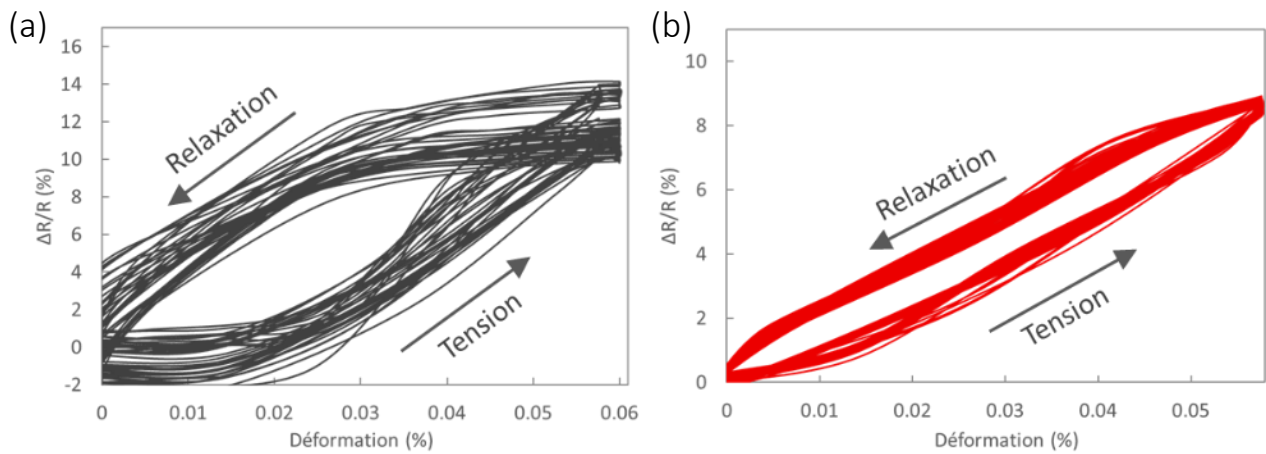 (a)
16
14
12
10
8
6
4
2
0
-2
ΔR/R (%)
Relaxation
Tension
0 0.01 0.02 0.03 0.04 0.05 0.06
Déformation (%)
(b)
10
8
6
4
2
0
ΔR/R (%)
Relaxation
Tension
0 0.01 0.02 0.03 0.04 0.05
Déformation (%)